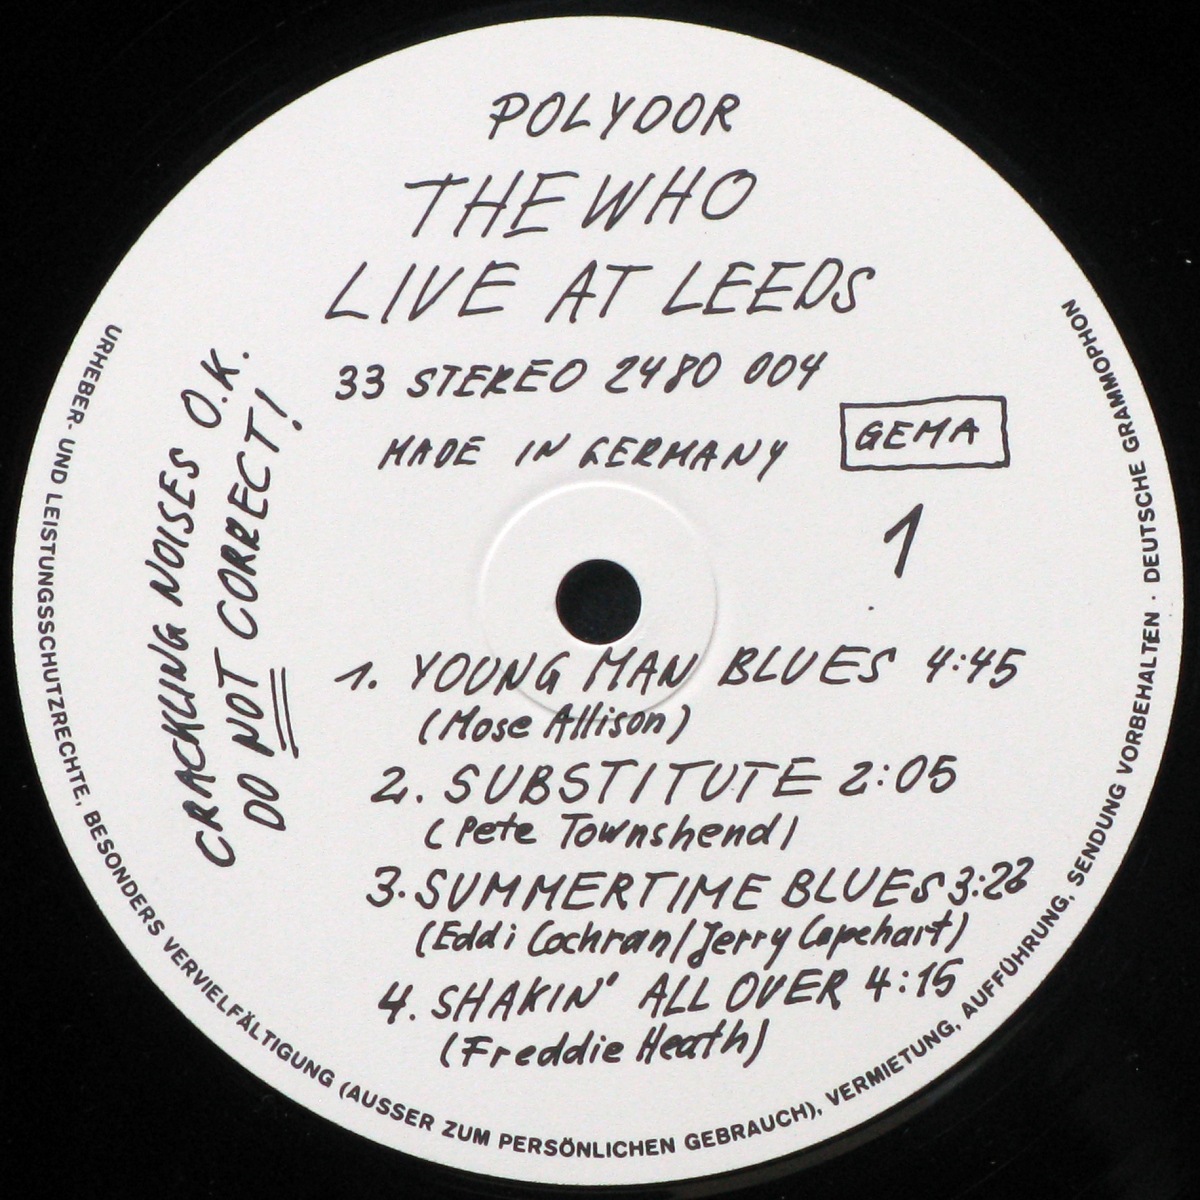 POLYDOR
THE WHO
LIVE AT LEEDS
33 STEREO 2480 004
MADE IN GERMANY
GEMA
1
CRACKLING NOISES O.K.
DO NOT CORRECT!
1. YOUNG MAN BLUES 4:45
(Mose Allison)
2. SUBSTITUTE 2:05
(Pete Townshend)
3. SUMMERTIME BLUES 3:22
(Eddi Cochran/Jerry Capehart)
4. SHAKIN' ALL OVER 4:15
(Freddie Heath)
URHEBER- UND LEISTUNGSSCHUTZRECHTE, BESONDERS VERVIELFÄLTIGUNG (AUSSER ZUM PERSÖNLICHEN GEBRAUCH), VERMIETUNG, AUFFÜHRUNG, SENDUNG VORBEHALTEN · DEUTSCHE GRAMMOPHON